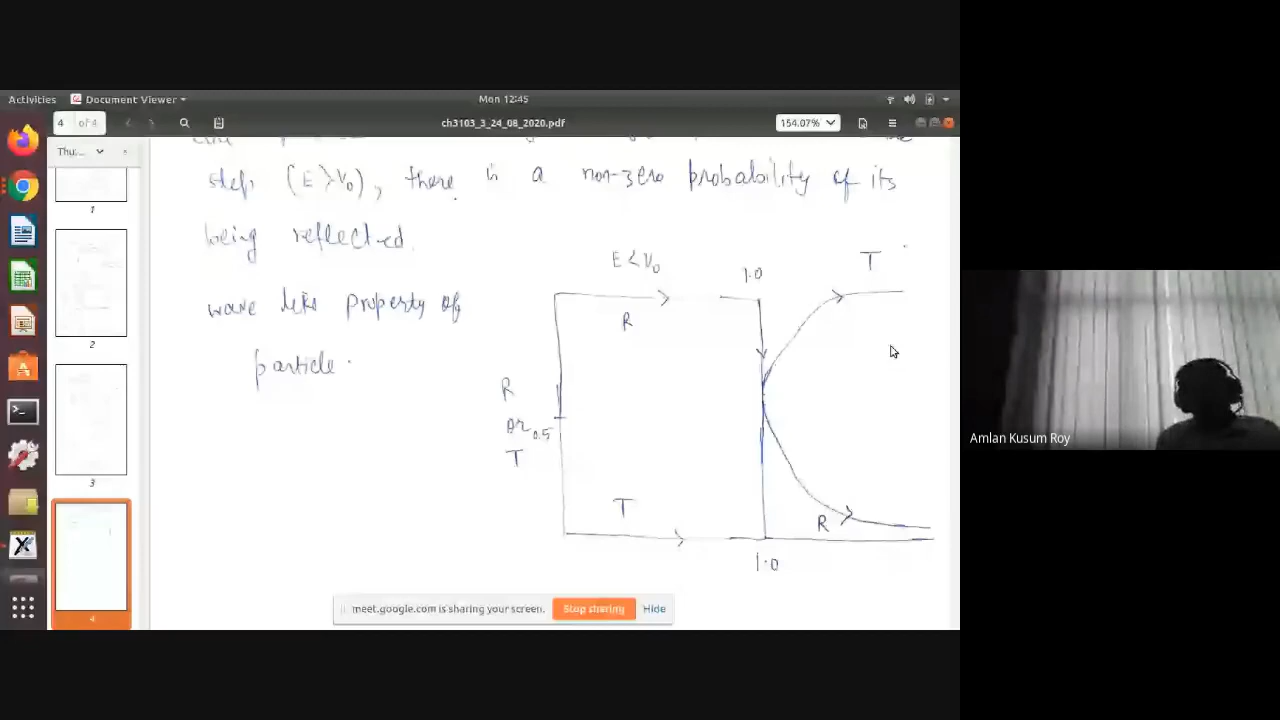 Activities Document Viewer Mon 12:45
4 of 4 ch3103_3_24_08_2020.pdf 154.07%
Thu...
1
2
3
4
step (E > V0), there is a non-zero probability of its
being reflected.
wave like property of
particle.
E < V0
1.0
T
R
R
or 0.5
T
T
R
1.0
meet.google.com is sharing your screen. Stop sharing Hide
Amlan Kusum Roy